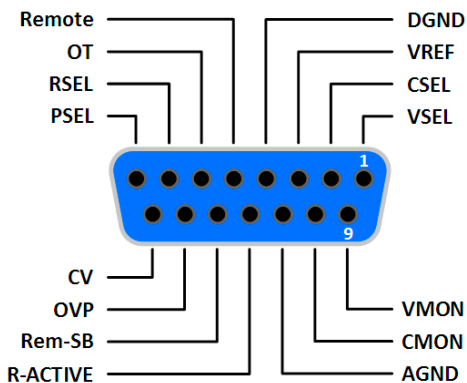 Remote DGND
OT VREF
RSEL CSEL
PSEL VSEL
1
9
CV
OVP VMON
Rem-SB CMON
R-ACTIVE AGND